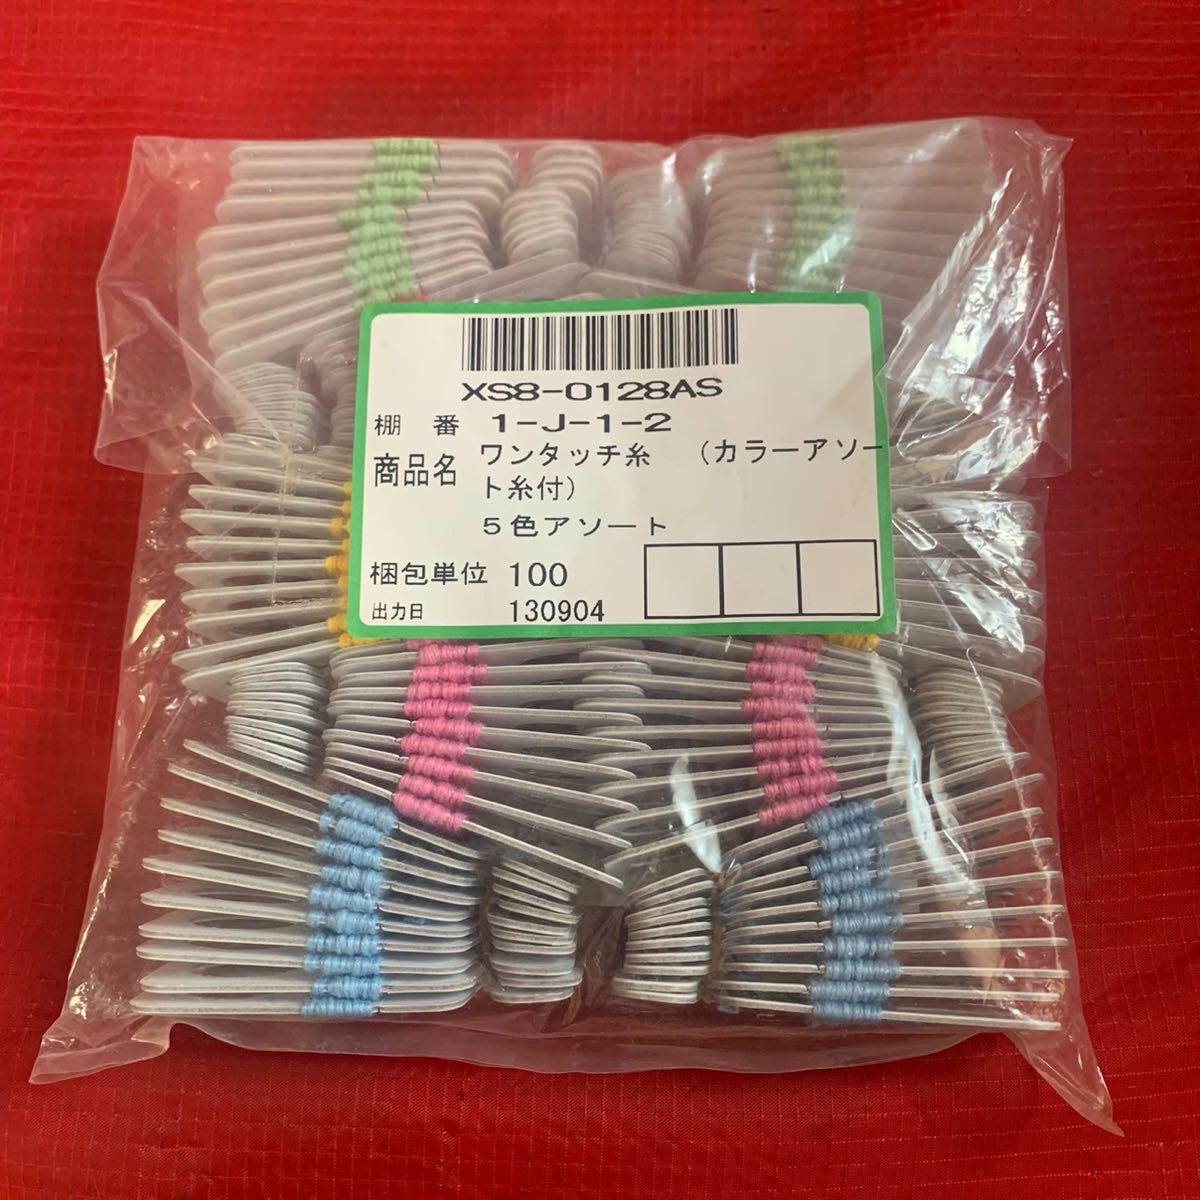 XS8-0128AS
棚 番 1-J-1-2
商品名 ワンタッチ糸 （カラーアソー
ト糸付）
5色アソート
梱包単位 100
出力日 130904